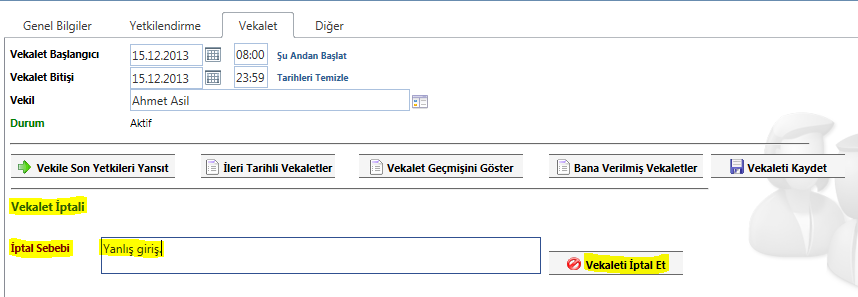 Genel Bilgiler Yetkilendirme Vekalet Diğer
Vekalet Başlangıcı 15.12.2013 08:00 Şu Andan Başlat
Vekalet Bitişi 15.12.2013 23:59 Tarihleri Temizle
Vekil Ahmet Asil
Durum Aktif
Vekile Son Yetkileri Yansıt İleri Tarihli Vekaletler Vekalet Geçmişini Göster Bana Verilmiş Vekaletler Vekaleti Kaydet
Vekalet İptali
İptal Sebebi Yanlış giriş.
Vekaleti İptal Et